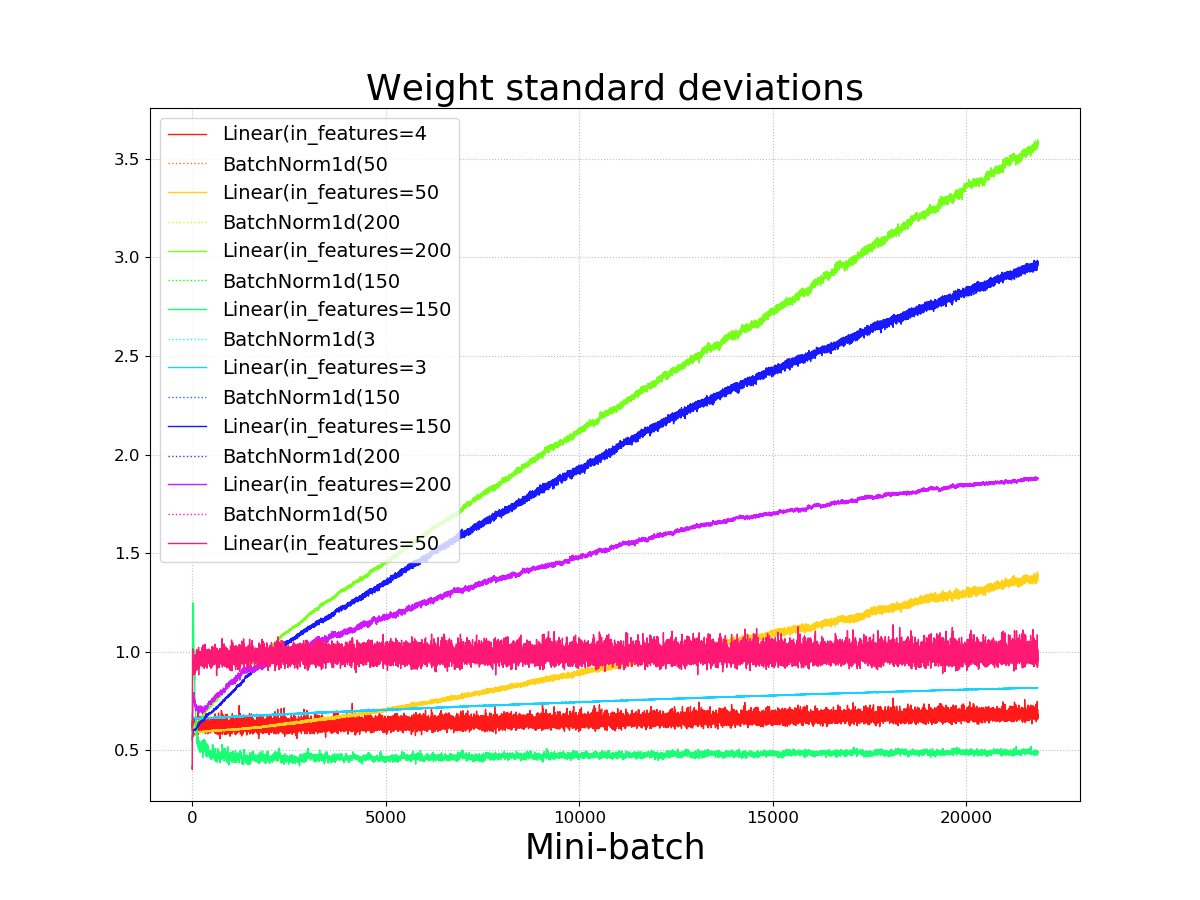 Weight standard deviations
Linear(in_features=4
BatchNorm1d(50
Linear(in_features=50
BatchNorm1d(200
Linear(in_features=200
BatchNorm1d(150
Linear(in_features=150
BatchNorm1d(3
Linear(in_features=3
BatchNorm1d(150
Linear(in_features=150
BatchNorm1d(200
Linear(in_features=200
BatchNorm1d(50
Linear(in_features=50
3.5
3.0
2.5
2.0
1.5
1.0
0.5
0 5000 10000 15000 20000
Mini-batch